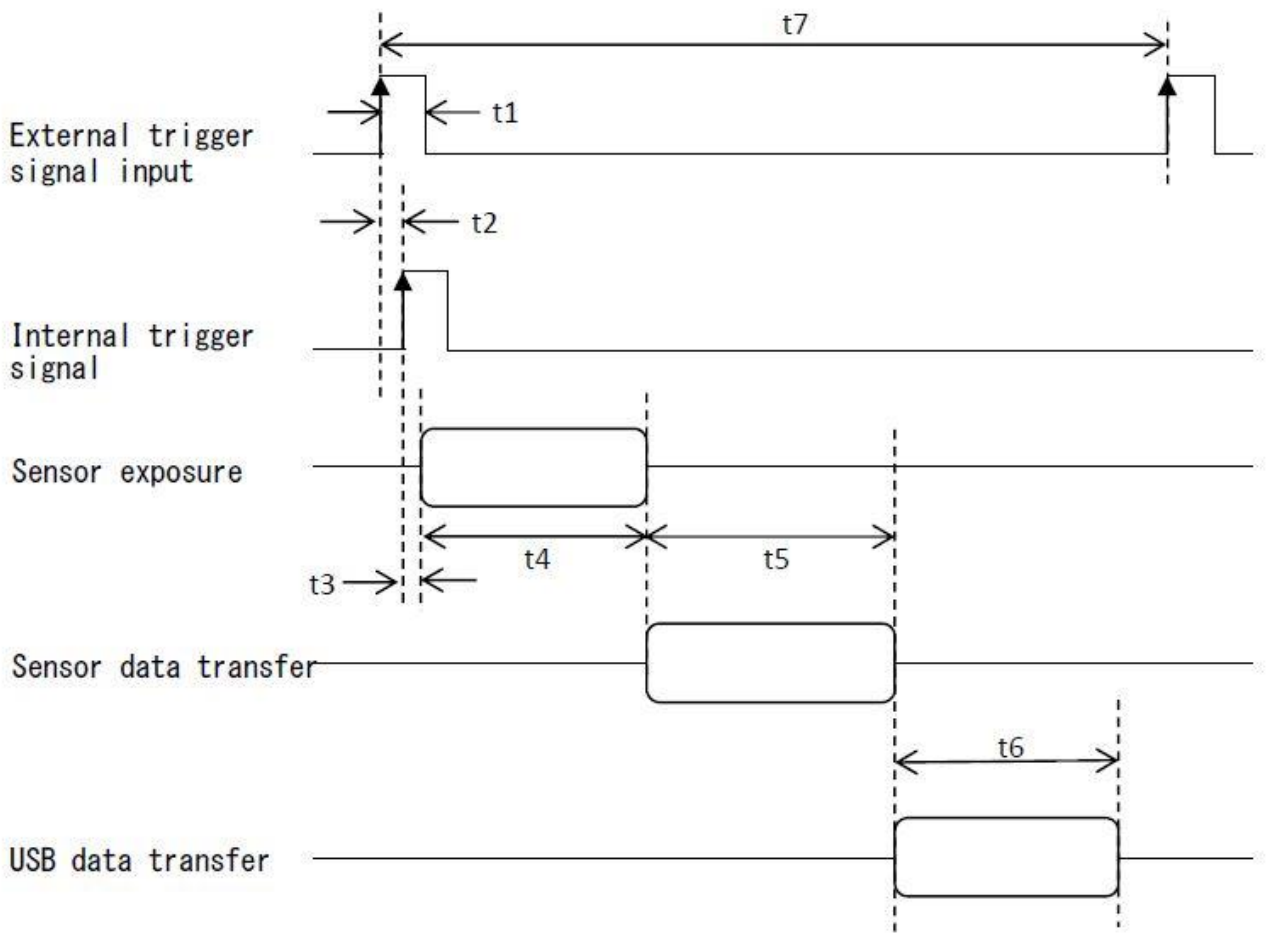 t7
t1
External trigger
signal input
t2
Internal trigger
signal
Sensor exposure
t4
t5
t3
Sensor data transfer
t6
USB data transfer